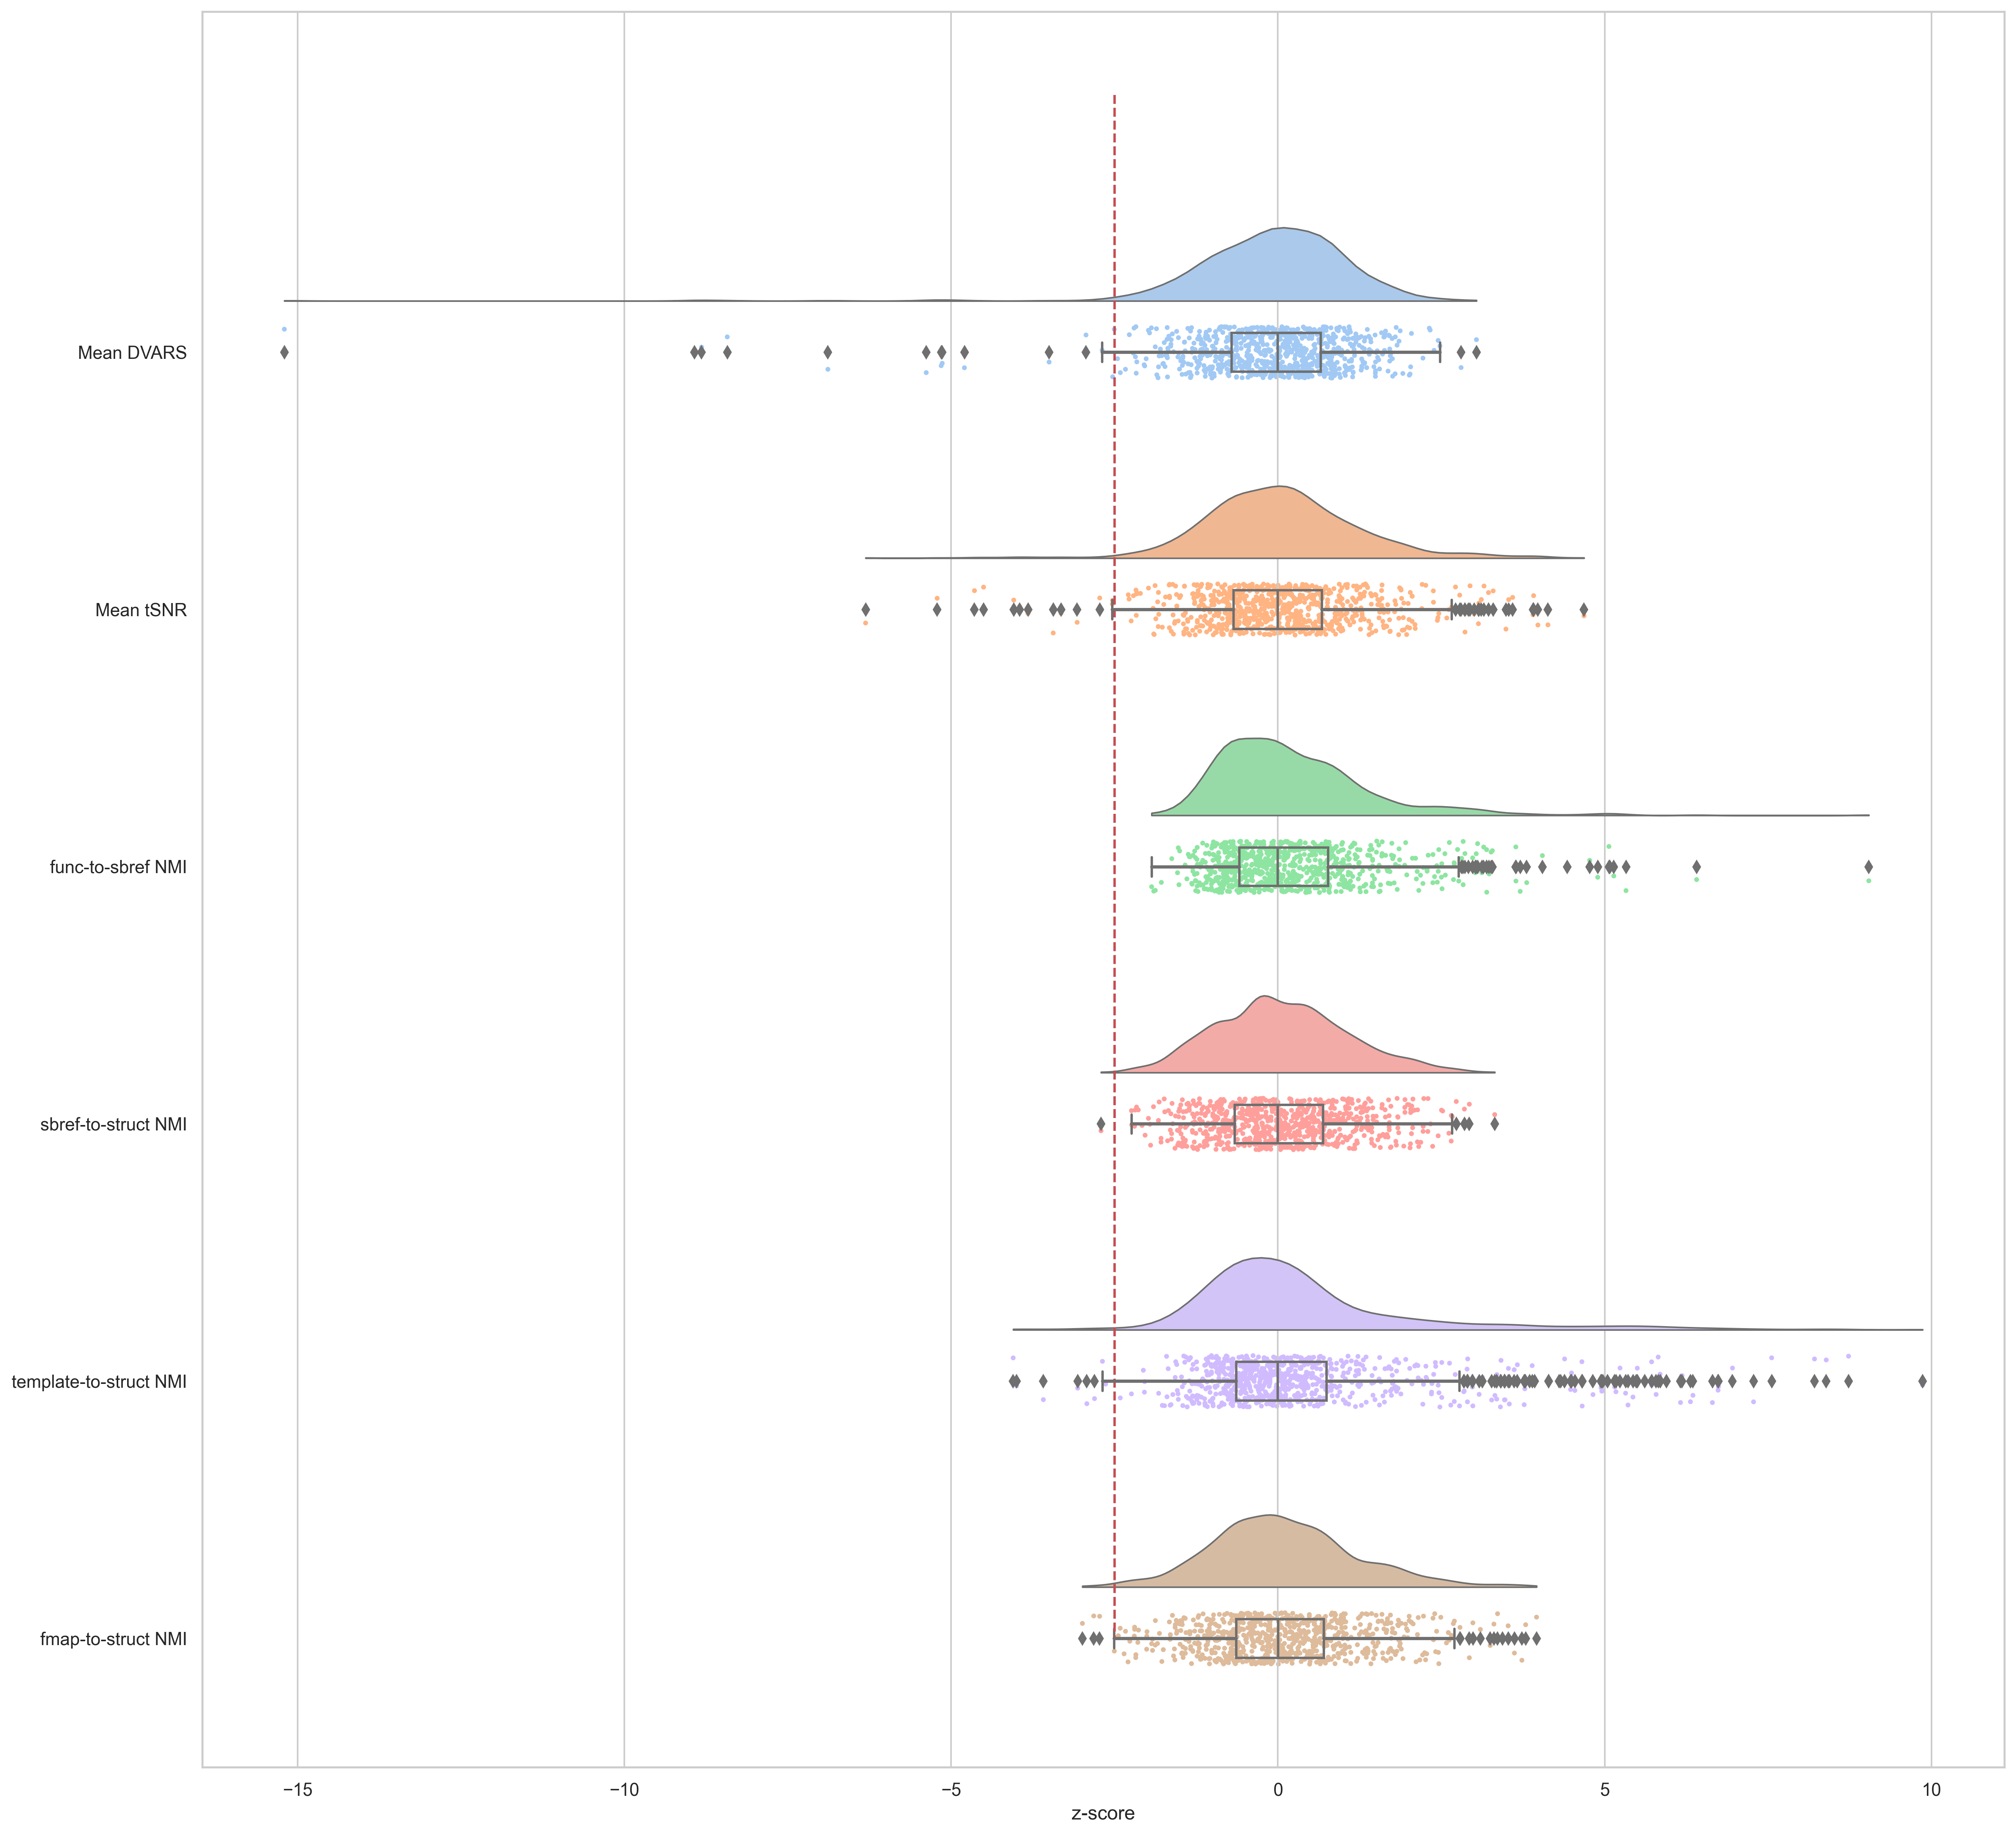 Mean DVARS
Mean tSNR
func-to-sbref NMI
sbref-to-struct NMI
template-to-struct NMI
fmap-to-struct NMI
−15 −10 −5 0 5 10
z-score